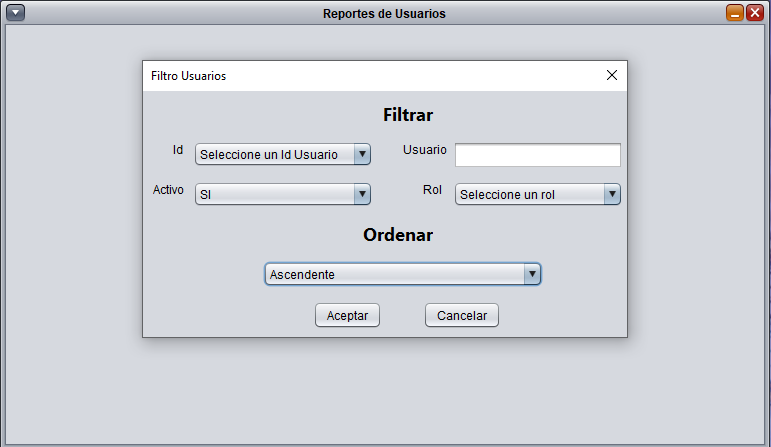 Reportes de Usuarios
Filtro Usuarios
Filtrar
Id Seleccione un Id Usuario Usuario
Activo SI Rol Seleccione un rol
Ordenar
Ascendente
Aceptar Cancelar